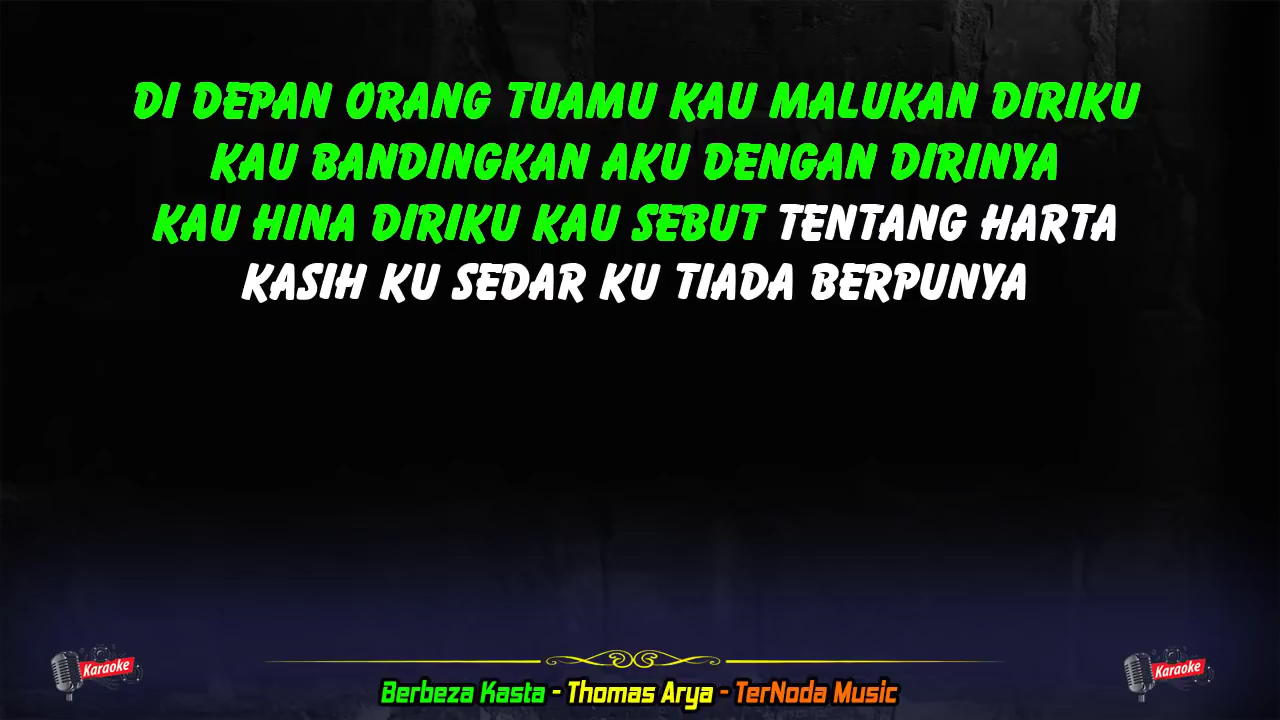 DI DEPAN ORANG TUAMU KAU MALUKAN DIRIKU
KAU BANDINGKAN AKU DENGAN DIRINYA
KAU HINA DIRIKU KAU SEBUT TENTANG HARTA
KASIH KU SEDAR KU TIADA BERPUNYA
Karaoke
Karaoke
Berbeza Kasta - Thomas Arya - TerNoda Music